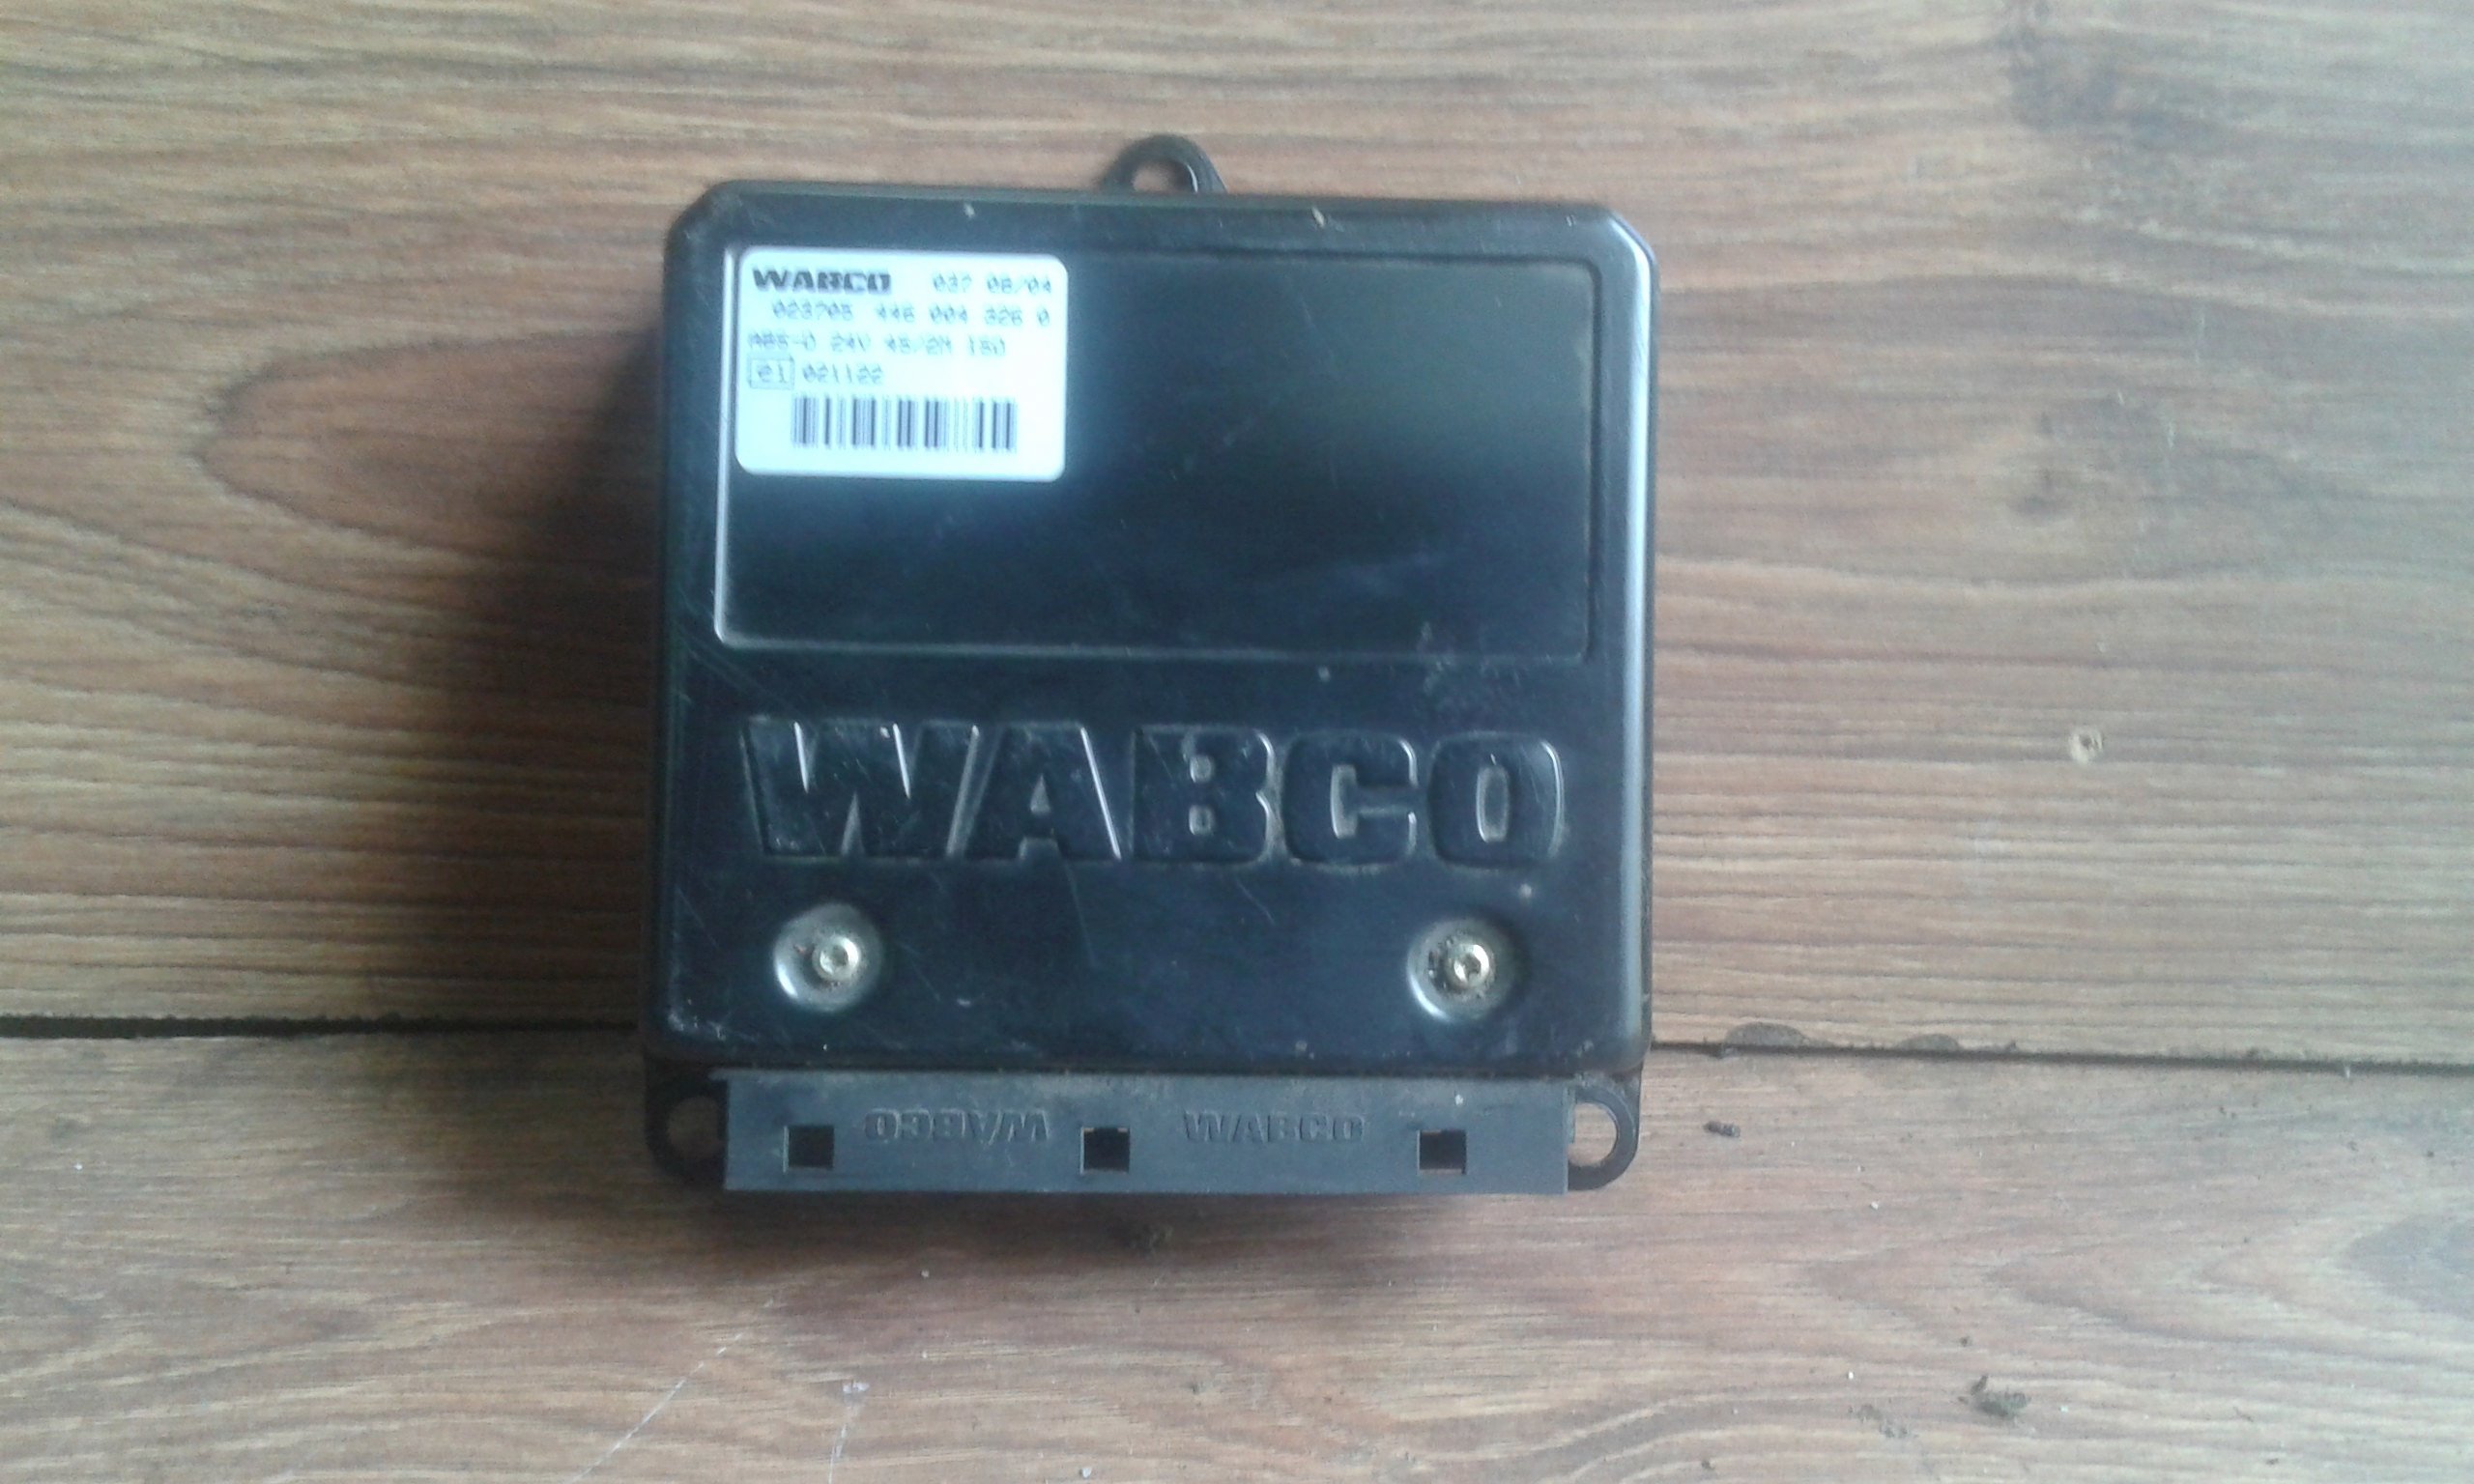 WABCO 037 08/04
023705 446 004 326 0
ABS-D 24V 4S/2M ISO
e1 021122
WABCO
WABCO WABCO